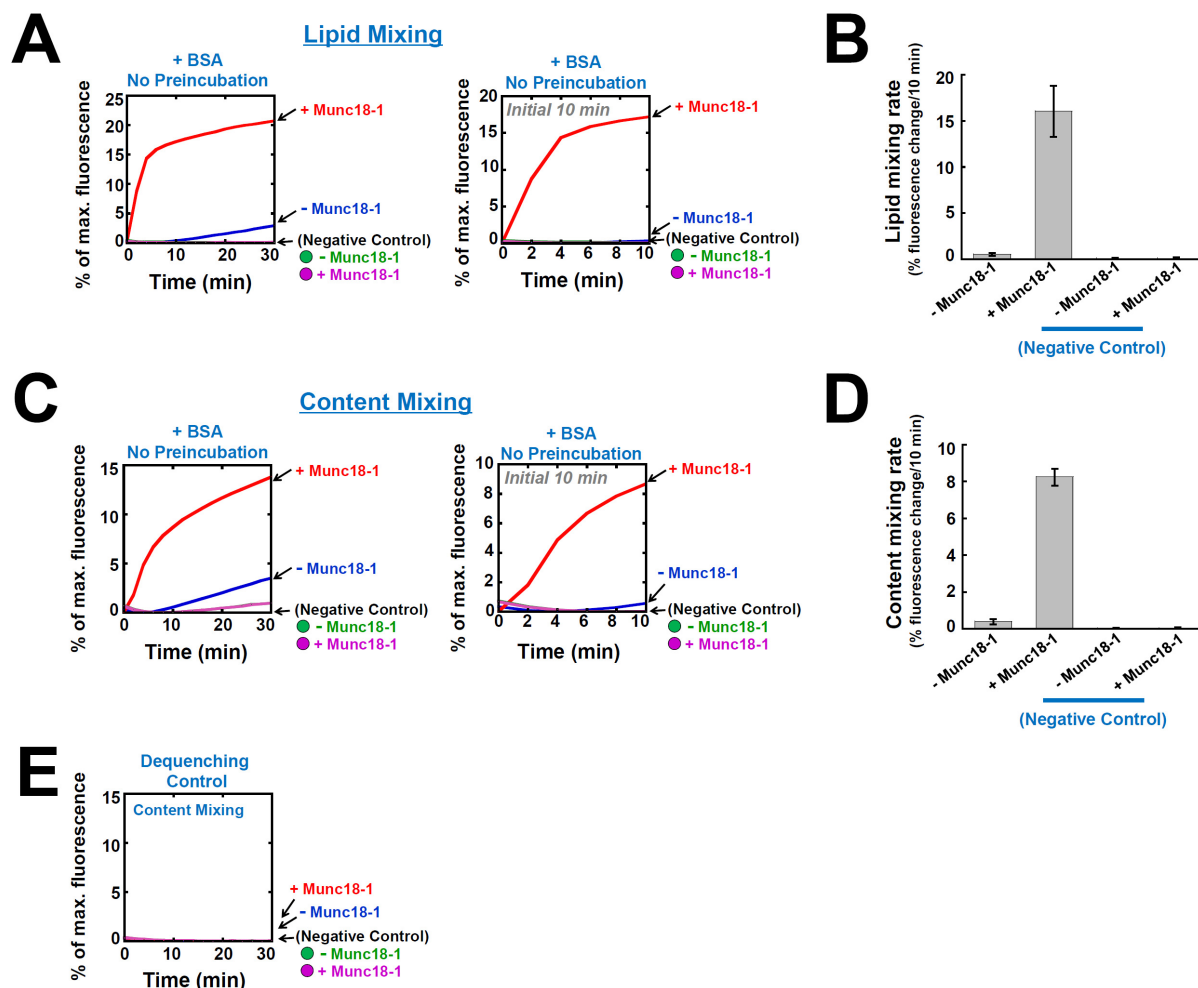 A
Lipid Mixing
+ BSA
No Preincubation
% of max. fluorescence
25
20
15
10
5
0
0
10
20
30
Time (min)
+ Munc18-1
- Munc18-1
(Negative Control)
- Munc18-1
+ Munc18-1
+ BSA
No Preincubation
Initial 10 min
% of max. fluorescence
20
15
10
5
0
0
2
4
6
8
10
Time (min)
+ Munc18-1
- Munc18-1
(Negative Control)
- Munc18-1
+ Munc18-1
B
Lipid mixing rate
(% fluorescence change/10 min)
20
15
10
5
0
- Munc18-1
+ Munc18-1
- Munc18-1
+ Munc18-1
(Negative Control)
C
Content Mixing
+ BSA
No Preincubation
% of max. fluorescence
15
10
5
0
0
10
20
30
Time (min)
+ Munc18-1
- Munc18-1
(Negative Control)
- Munc18-1
+ Munc18-1
+ BSA
No Preincubation
Initial 10 min
% of max. fluorescence
10
8
6
4
2
0
0
2
4
6
8
10
Time (min)
+ Munc18-1
- Munc18-1
(Negative Control)
- Munc18-1
+ Munc18-1
D
Content mixing rate
(% fluorescence change/10 min)
10
8
6
4
2
0
- Munc18-1
+ Munc18-1
- Munc18-1
+ Munc18-1
(Negative Control)
E
Dequenching
Control
Content Mixing
% of max. fluorescence
15
10
5
0
0
10
20
30
Time (min)
+ Munc18-1
- Munc18-1
(Negative Control)
- Munc18-1
+ Munc18-1